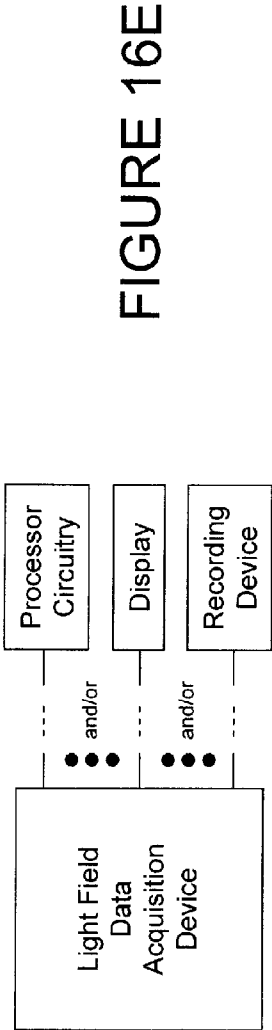 Light Field
Data
Acquisition
Device
and/or
and/or
Processor
Circuitry
Display
Recording
Device
FIGURE 16E